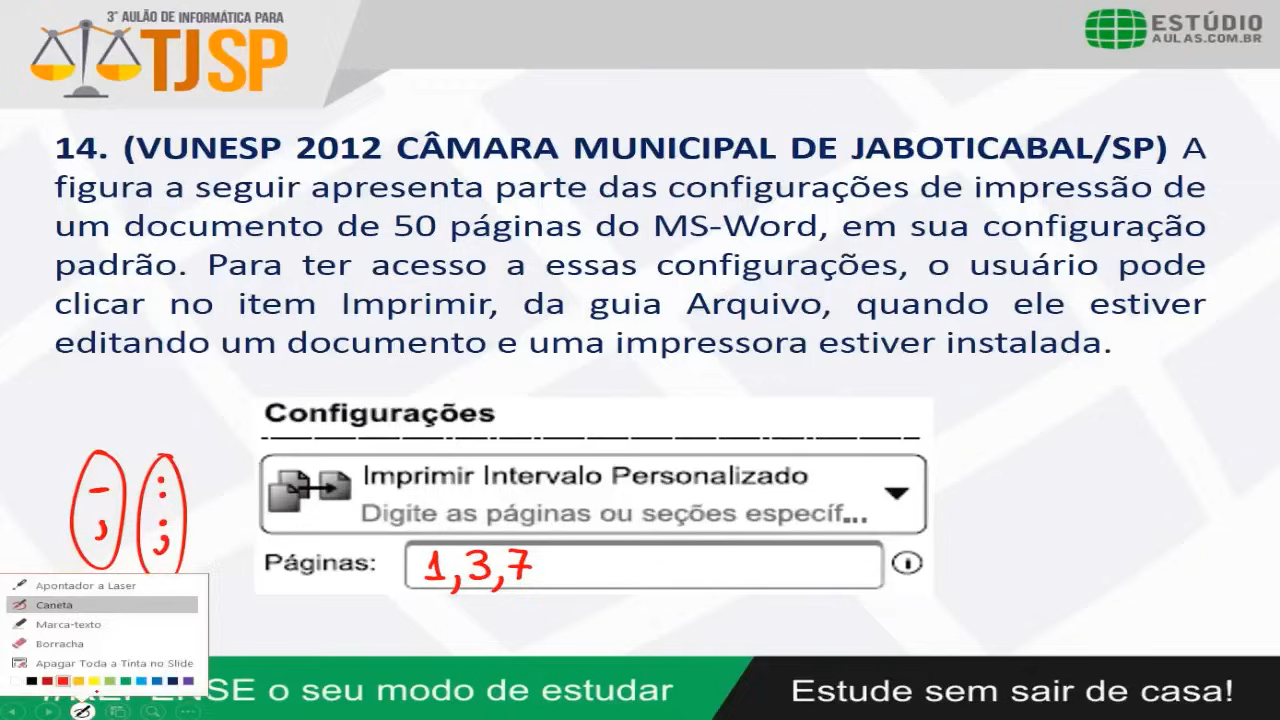 3° AULÃO DE INFORMÁTICA PARA
TJSP
ESTÚDIO
AULAS.COM.BR
14. (VUNESP 2012 CÂMARA MUNICIPAL DE JABOTICABAL/SP) A
figura a seguir apresenta parte das configurações de impressão de
um documento de 50 páginas do MS-Word, em sua configuração
padrão. Para ter acesso a essas configurações, o usuário pode
clicar no item Imprimir, da guia Arquivo, quando ele estiver
editando um documento e uma impressora estiver instalada.
Configurações
Imprimir Intervalo Personalizado
Digite as páginas ou seções específ...
Páginas: 1,3,7
- :
, ;
Apontador a Laser
Caneta
Marca-texto
Borracha
Apagar Toda a Tinta no Slide
o seu modo de estudar
Estude sem sair de casa!